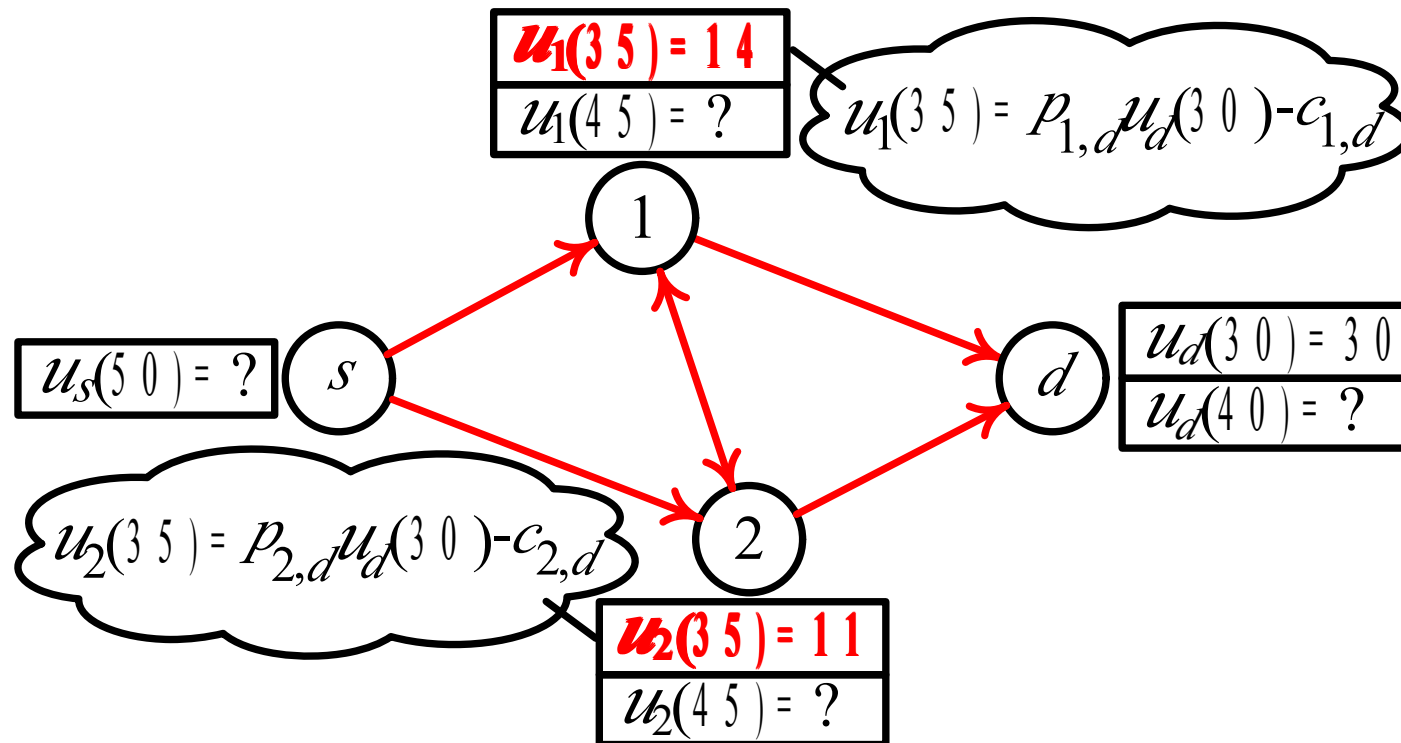 u1(35) = 14
u1(45) = ?
u1(35) = p1,d ud(30)-c1,d
1
us(50) = ?
s
d
ud(30) = 30
ud(40) = ?
u2(35) = p2,d ud(30)-c2,d
2
u2(35) = 11
u2(45) = ?